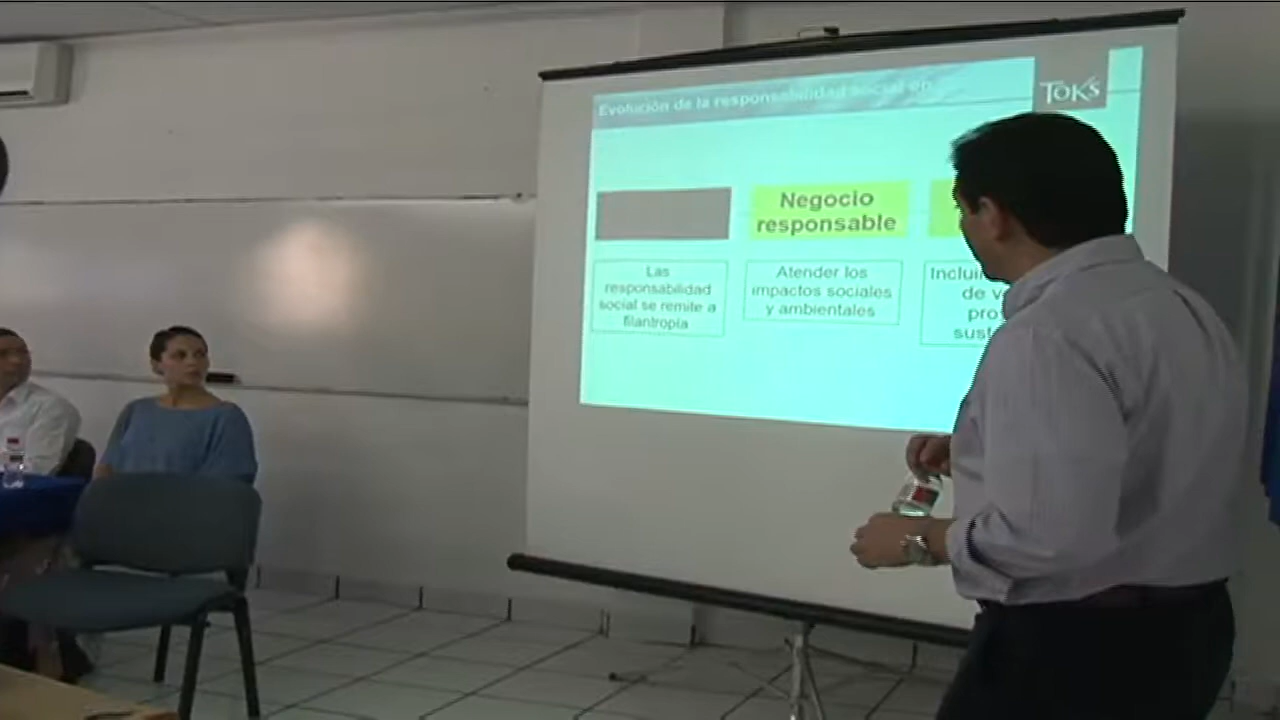 Evolución de la responsabilidad social en
TOKS
Negocio
responsable
Las
responsabilidad
social se remite a
filantropía
Atender los
impactos sociales
y ambientales
Inclui
de v
pro
sust